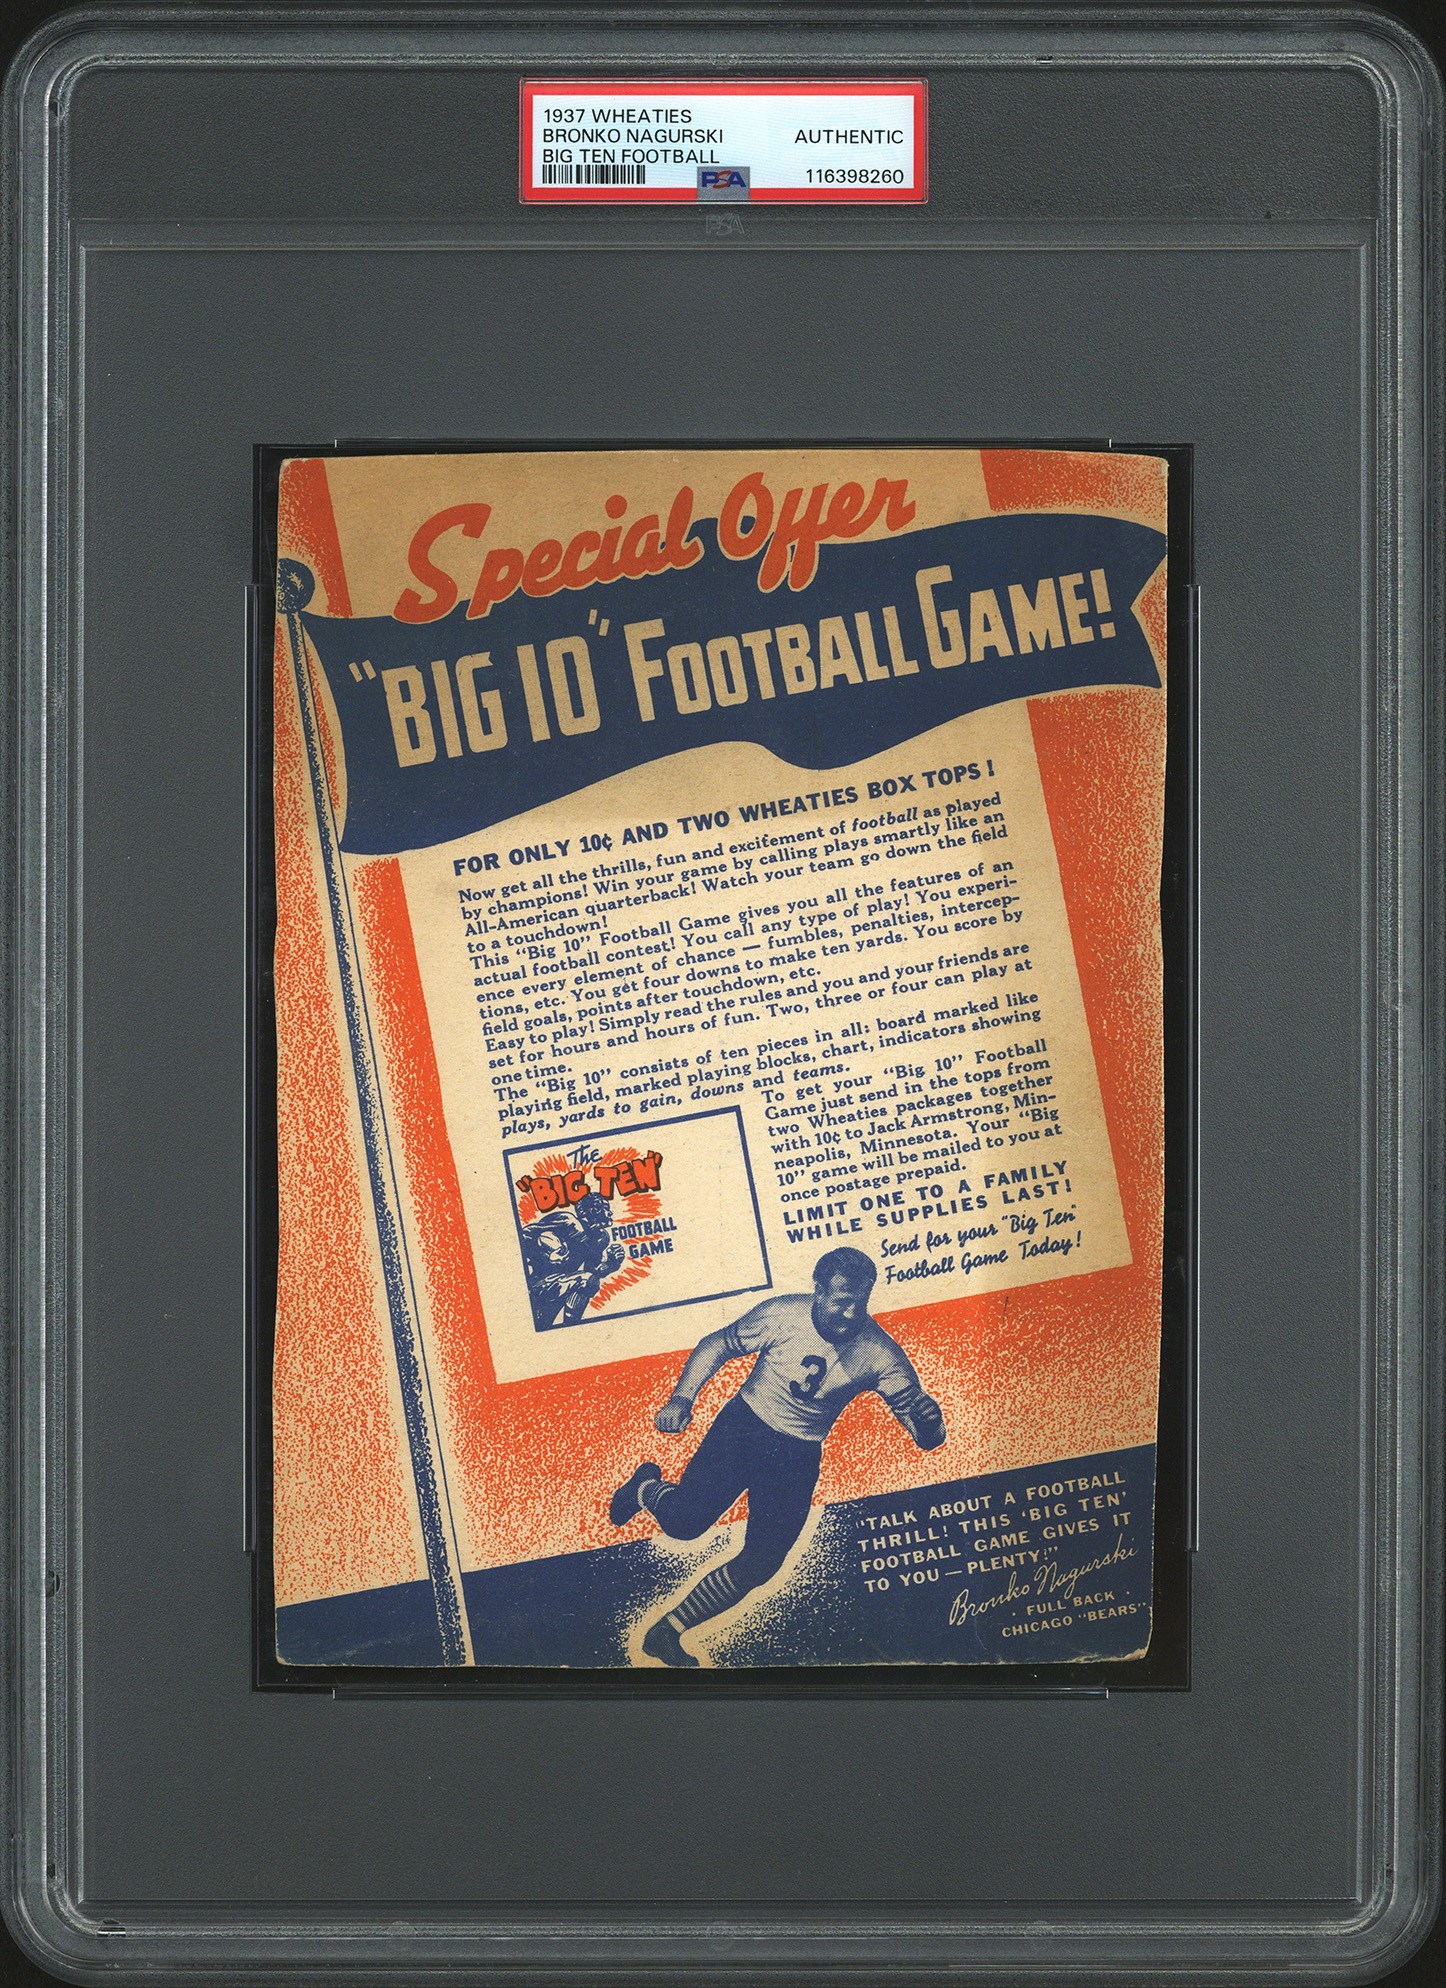 1937 WHEATIES
BRONKO NAGURSKI AUTHENTIC
BIG TEN FOOTBALL
PSA 116398260
PSA
Special Offer
"BIG 10" FOOTBALL GAME!
FOR ONLY 10¢ AND TWO WHEATIES BOX TOPS!
Now get all the thrills, fun and excitement of football as played
by champions! Win your game by calling plays smartly like an
All-American quarterback! Watch your team go down the field
to a touchdown!
This "Big 10" Football Game gives you all the features of an
actual football contest! You call any type of play! You experi-
ence every element of chance — fumbles, penalties, intercep-
tions, etc. You get four downs to make ten yards. You score by
field goals, points after touchdown, etc.
Easy to play! Simply read the rules and you and your friends are
set for hours and hours of fun. Two, three or four can play at
one time.
The "Big 10" consists of ten pieces in all: board marked like
playing field, marked playing blocks, chart, indicators showing
plays, yards to gain, downs and teams.
To get your "Big 10" Football
Game just send in the tops from
two Wheaties packages together
with 10¢ to Jack Armstrong, Min-
neapolis, Minnesota. Your "Big
10" game will be mailed to you at
once postage prepaid.
LIMIT ONE TO A FAMILY
WHILE SUPPLIES LAST!
Send for your "Big Ten"
Football Game Today!
The
"BIG TEN"
FOOTBALL
GAME
3
"TALK ABOUT A FOOTBALL
THRILL! THIS 'BIG TEN'
FOOTBALL GAME GIVES IT
TO YOU — PLENTY!"
Bronko Nagurski
FULL BACK
CHICAGO "BEARS"